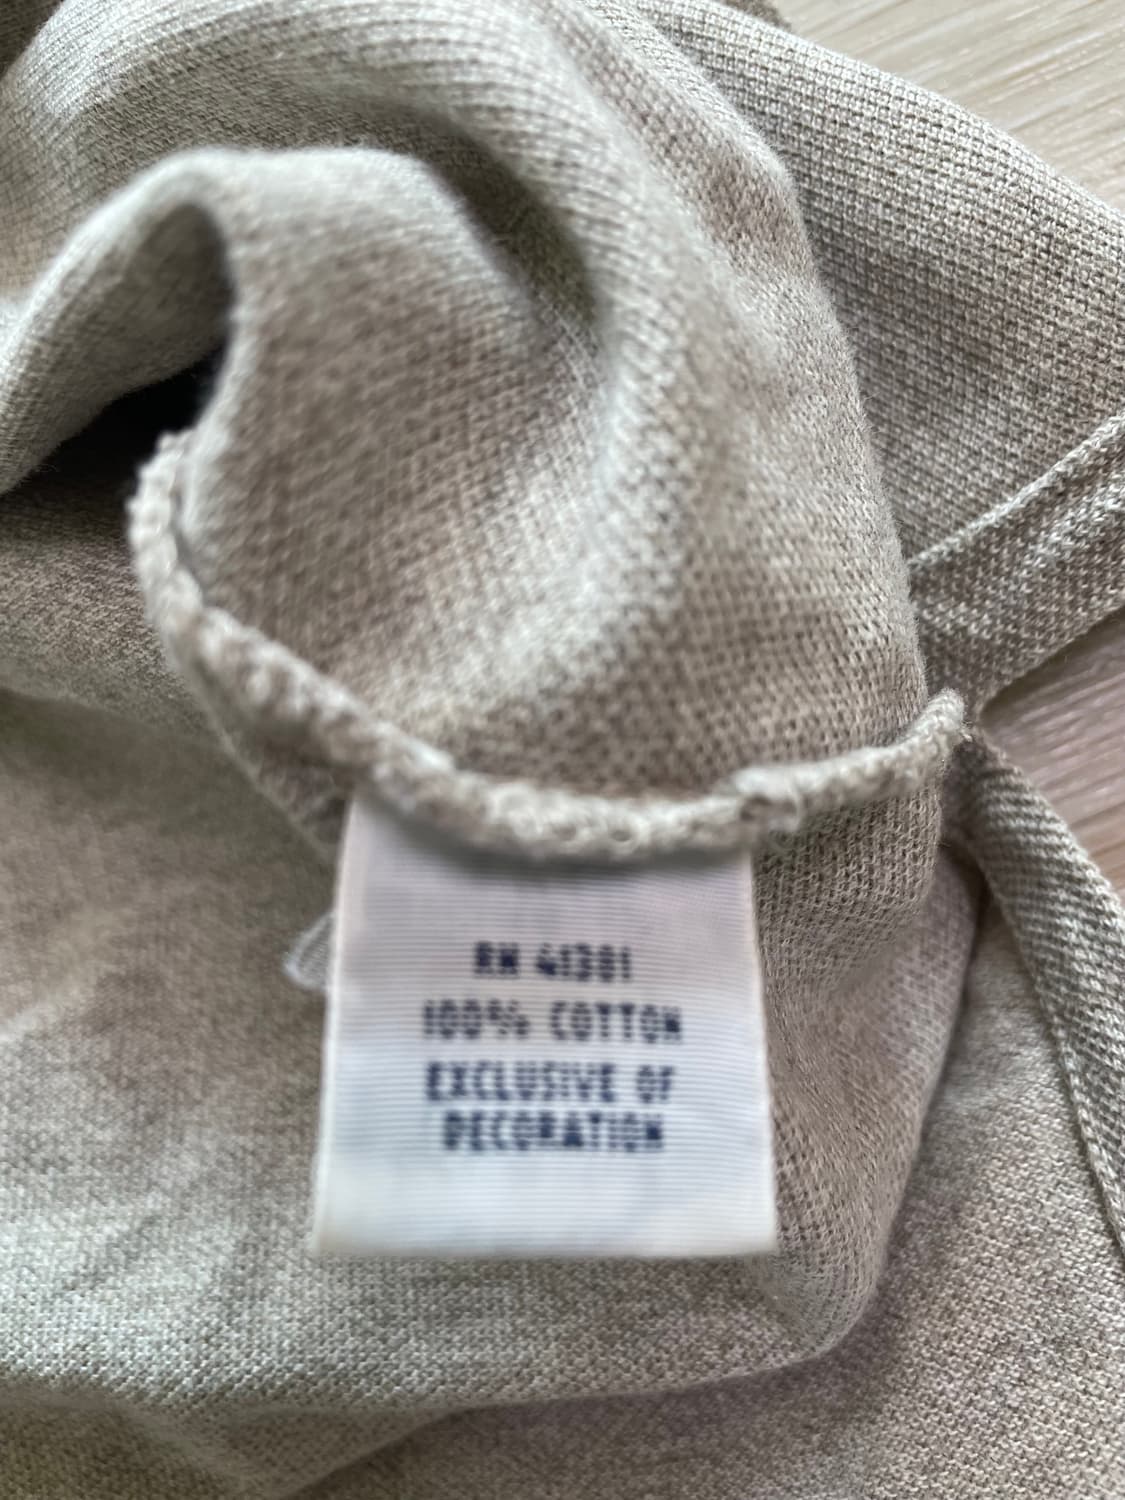 RN 41381
100% COTTON
EXCLUSIVE OF
DECORATION